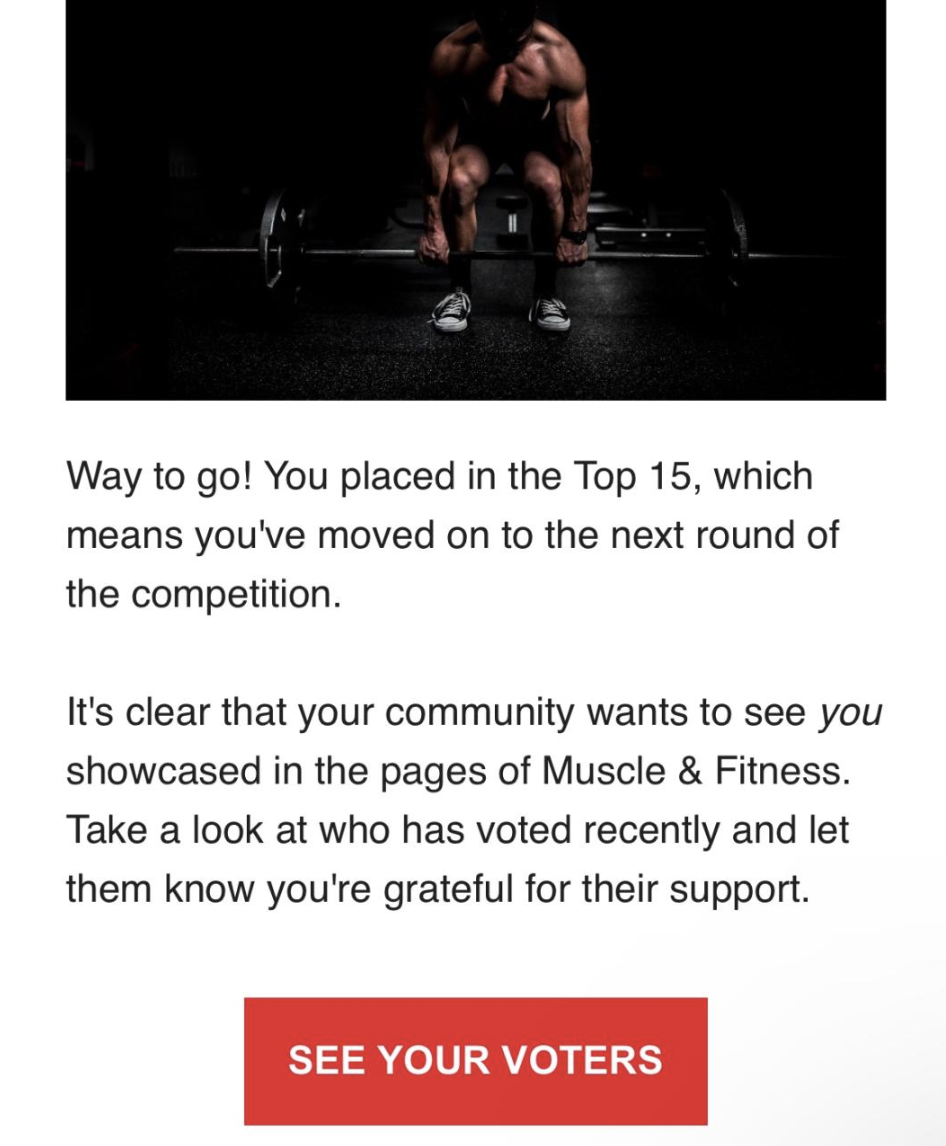 Way to go! You placed in the Top 15, which
means you've moved on to the next round of
the competition.
It's clear that your community wants to see you
showcased in the pages of Muscle & Fitness.
Take a look at who has voted recently and let
them know you're grateful for their support.
SEE YOUR VOTERS